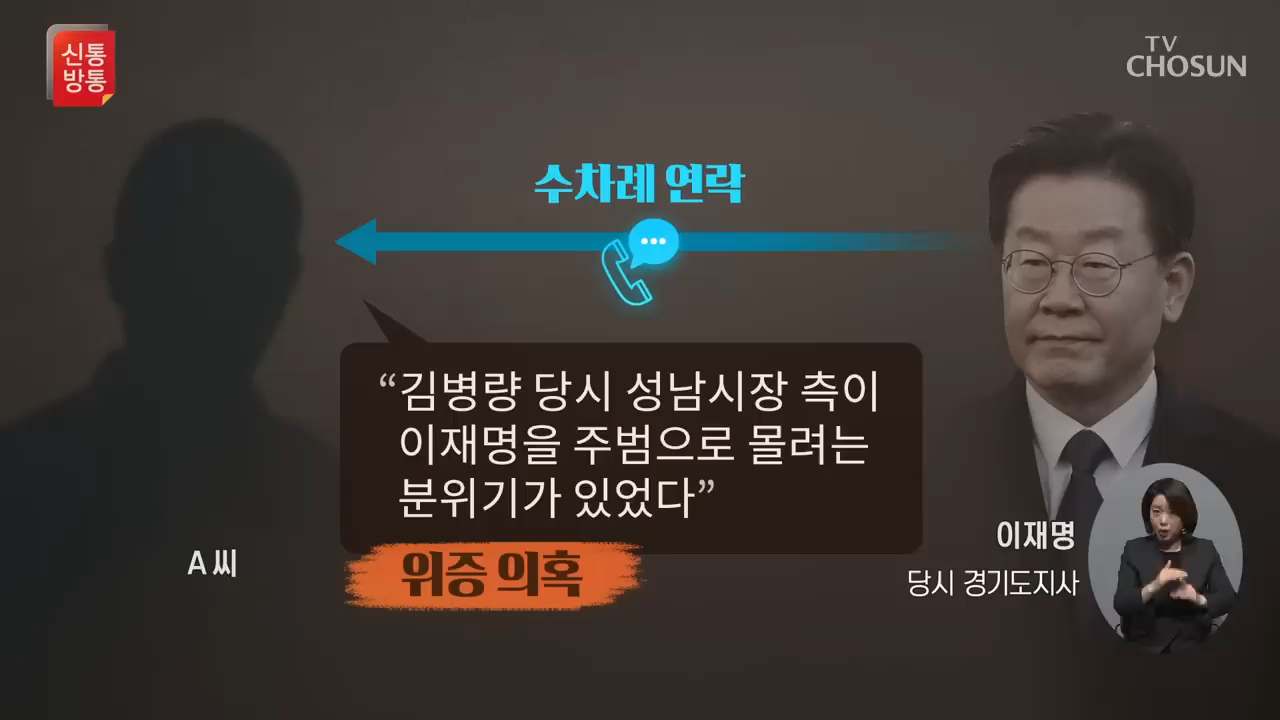 신통
방통
TV
CHOSUN
수차례 연락
“김병량 당시 성남시장 측이
이재명을 주범으로 몰려는
분위기가 있었다”
위증 의혹
A 씨
이재명
당시 경기도지사